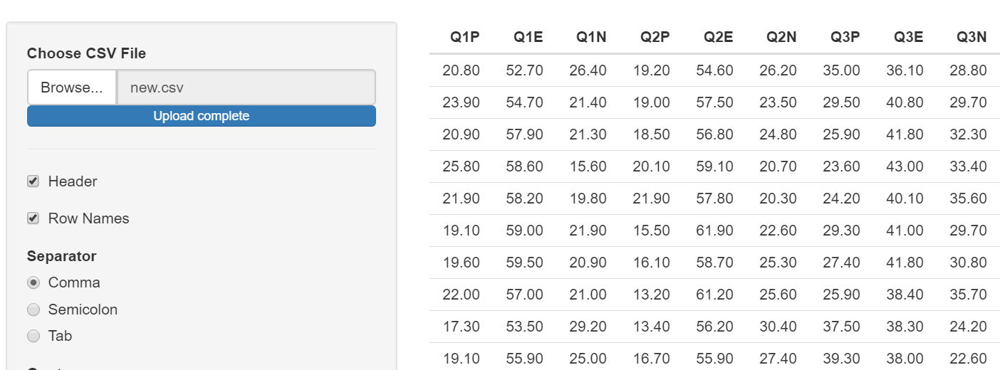 Choose CSV File
Browse... new.csv
Upload complete
Header
Row Names
Separator
Comma
Semicolon
Tab
Q1P Q1E Q1N Q2P Q2E Q2N Q3P Q3E Q3N
20.80 52.70 26.40 19.20 54.60 26.20 35.00 36.10 28.80
23.90 54.70 21.40 19.00 57.50 23.50 29.50 40.80 29.70
20.90 57.90 21.30 18.50 56.80 24.80 25.90 41.80 32.30
25.80 58.60 15.60 20.10 59.10 20.70 23.60 43.00 33.40
21.90 58.20 19.80 21.90 57.80 20.30 24.20 40.10 35.60
19.10 59.00 21.90 15.50 61.90 22.60 29.30 41.00 29.70
19.60 59.50 20.90 16.10 58.70 25.30 27.40 41.80 30.80
22.00 57.00 21.00 13.20 61.20 25.60 25.90 38.40 35.70
17.30 53.50 29.20 13.40 56.20 30.40 37.50 38.30 24.20
19.10 55.90 25.00 16.70 55.90 27.40 39.30 38.00 22.60